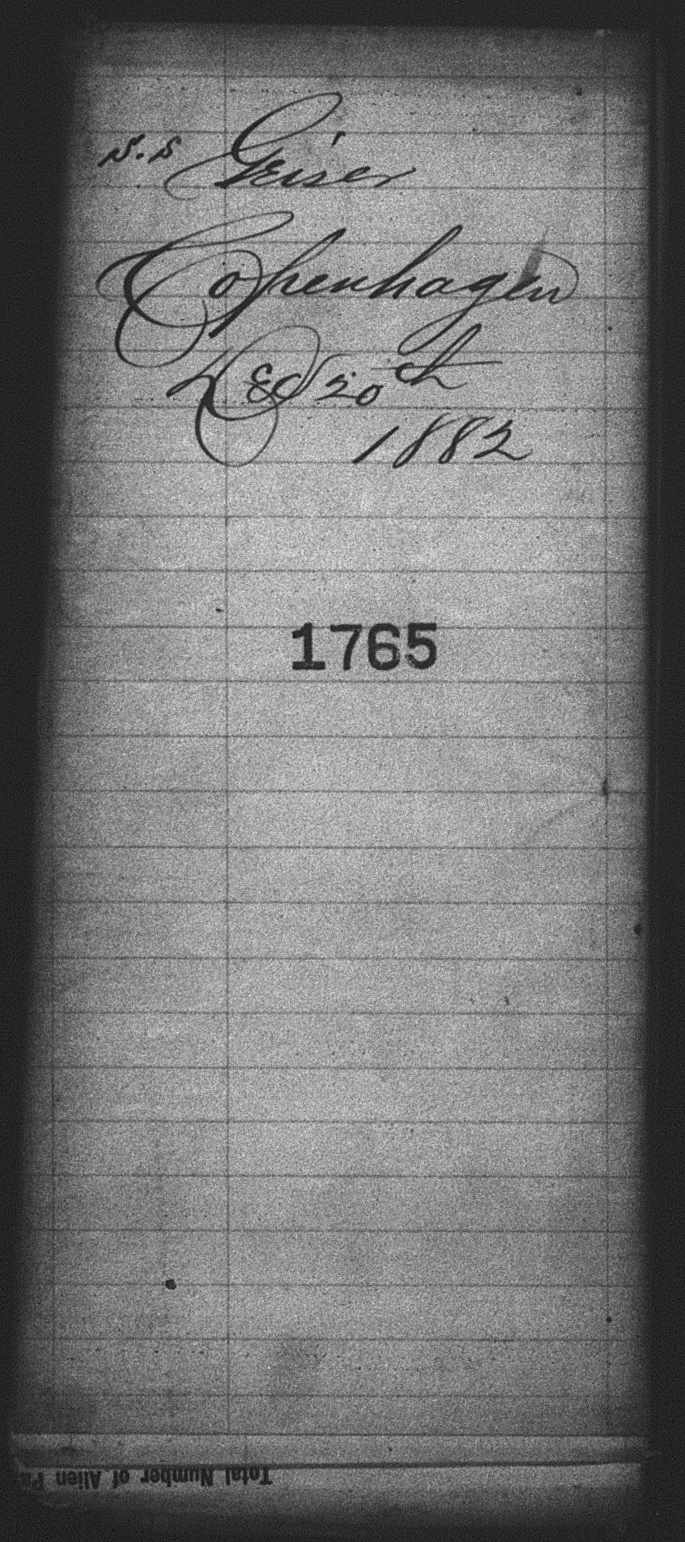 S.S Geiser
Copenhagen
Dec 20th
1882
1765
Total Number of Alien